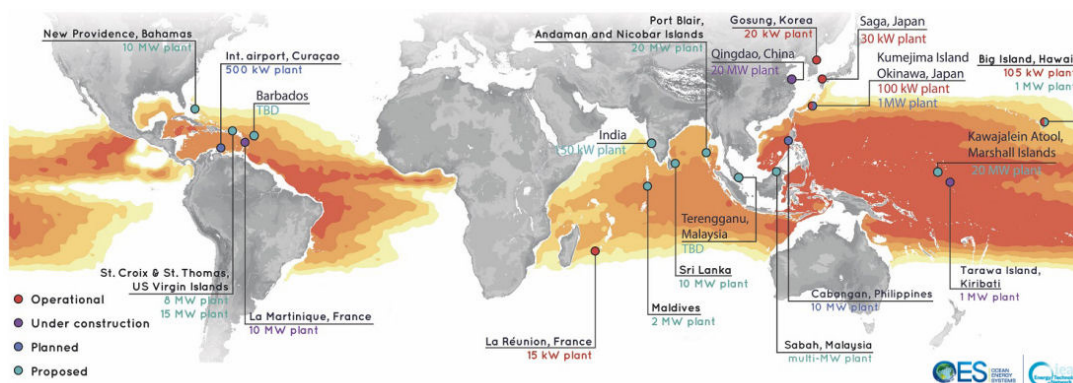 New Providence, Bahamas
10 MW plant
Int. airport, Curaçao
500 kW plant
Barbados
TBD
Port Blair,
Andaman and Nicobar Islands
20 MW plant
Gosung, Korea
20 kW plant
Saga, Japan
30 kW plant
Qingdao, China
20 MW plant
Kumejima Island
Okinawa, Japan
100 kW plant
1MW plant
Big Island, Hawai
105 kW plant
1 MW plant
India
150 kW plant
Kawajalein Atool,
Marshall Islands
20 MW plant
Terengganu,
Malaysia
TBD
St. Croix & St. Thomas,
US Virgin Islands
8 MW plant
15 MW plant
La Martinique, France
10 MW plant
La Réunion, France
15 kW plant
Maldives
2 MW plant
Sri Lanka
10 MW plant
Cabangan, Philippines
10 MW plant
Sabah, Malaysia
multi-MW plant
Tarawa Island,
Kiribati
1 MW plant
Operational
Under construction
Planned
Proposed
OES
OCEAN
ENERGY
SYSTEMS